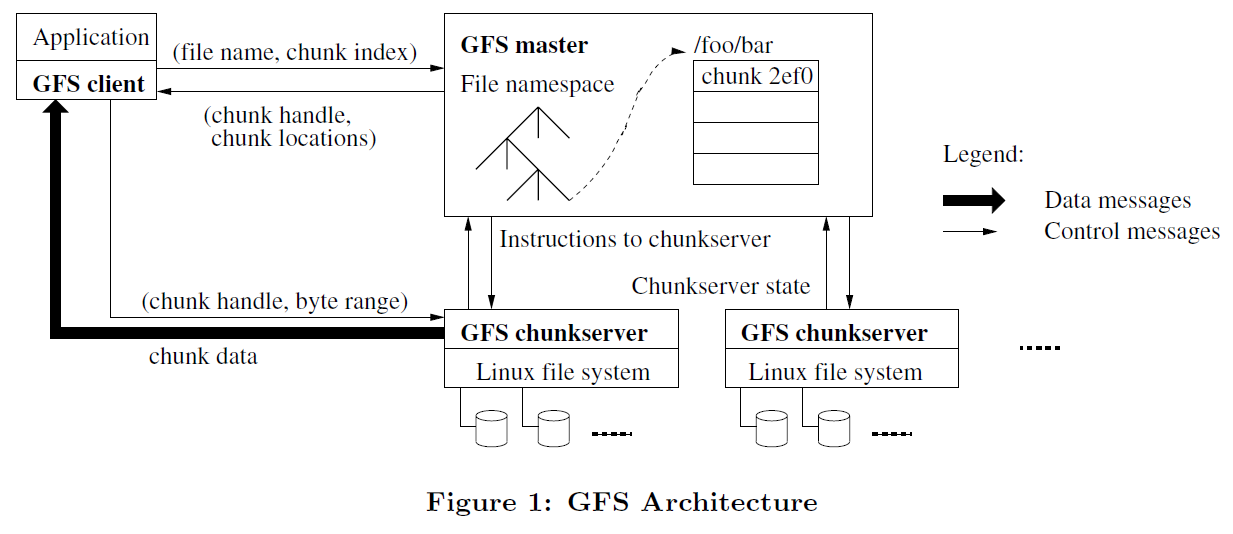 Application
GFS client
(file name, chunk index)
(chunk handle,
chunk locations)
GFS master
File namespace
/foo/bar
chunk 2ef0
Legend:
Data messages
Control messages
Instructions to chunkserver
Chunkserver state
(chunk handle, byte range)
chunk data
GFS chunkserver
Linux file system
GFS chunkserver
Linux file system
Figure 1: GFS Architecture